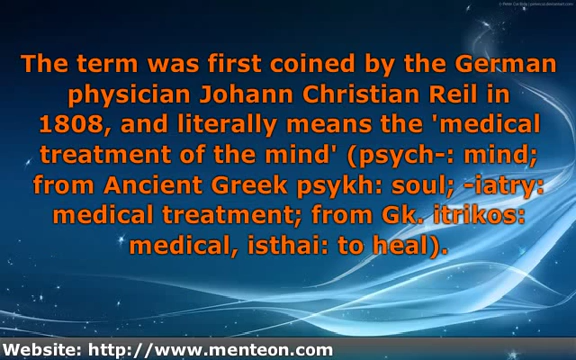 The term was first coined by the German
physician Johann Christian Reil in
1808, and literally means the 'medical
treatment of the mind' (psych-: mind;
from Ancient Greek psykh: soul; -iatry:
medical treatment; from Gk. itrikos:
medical, isthai: to heal).
Website: http://www.menteon.com